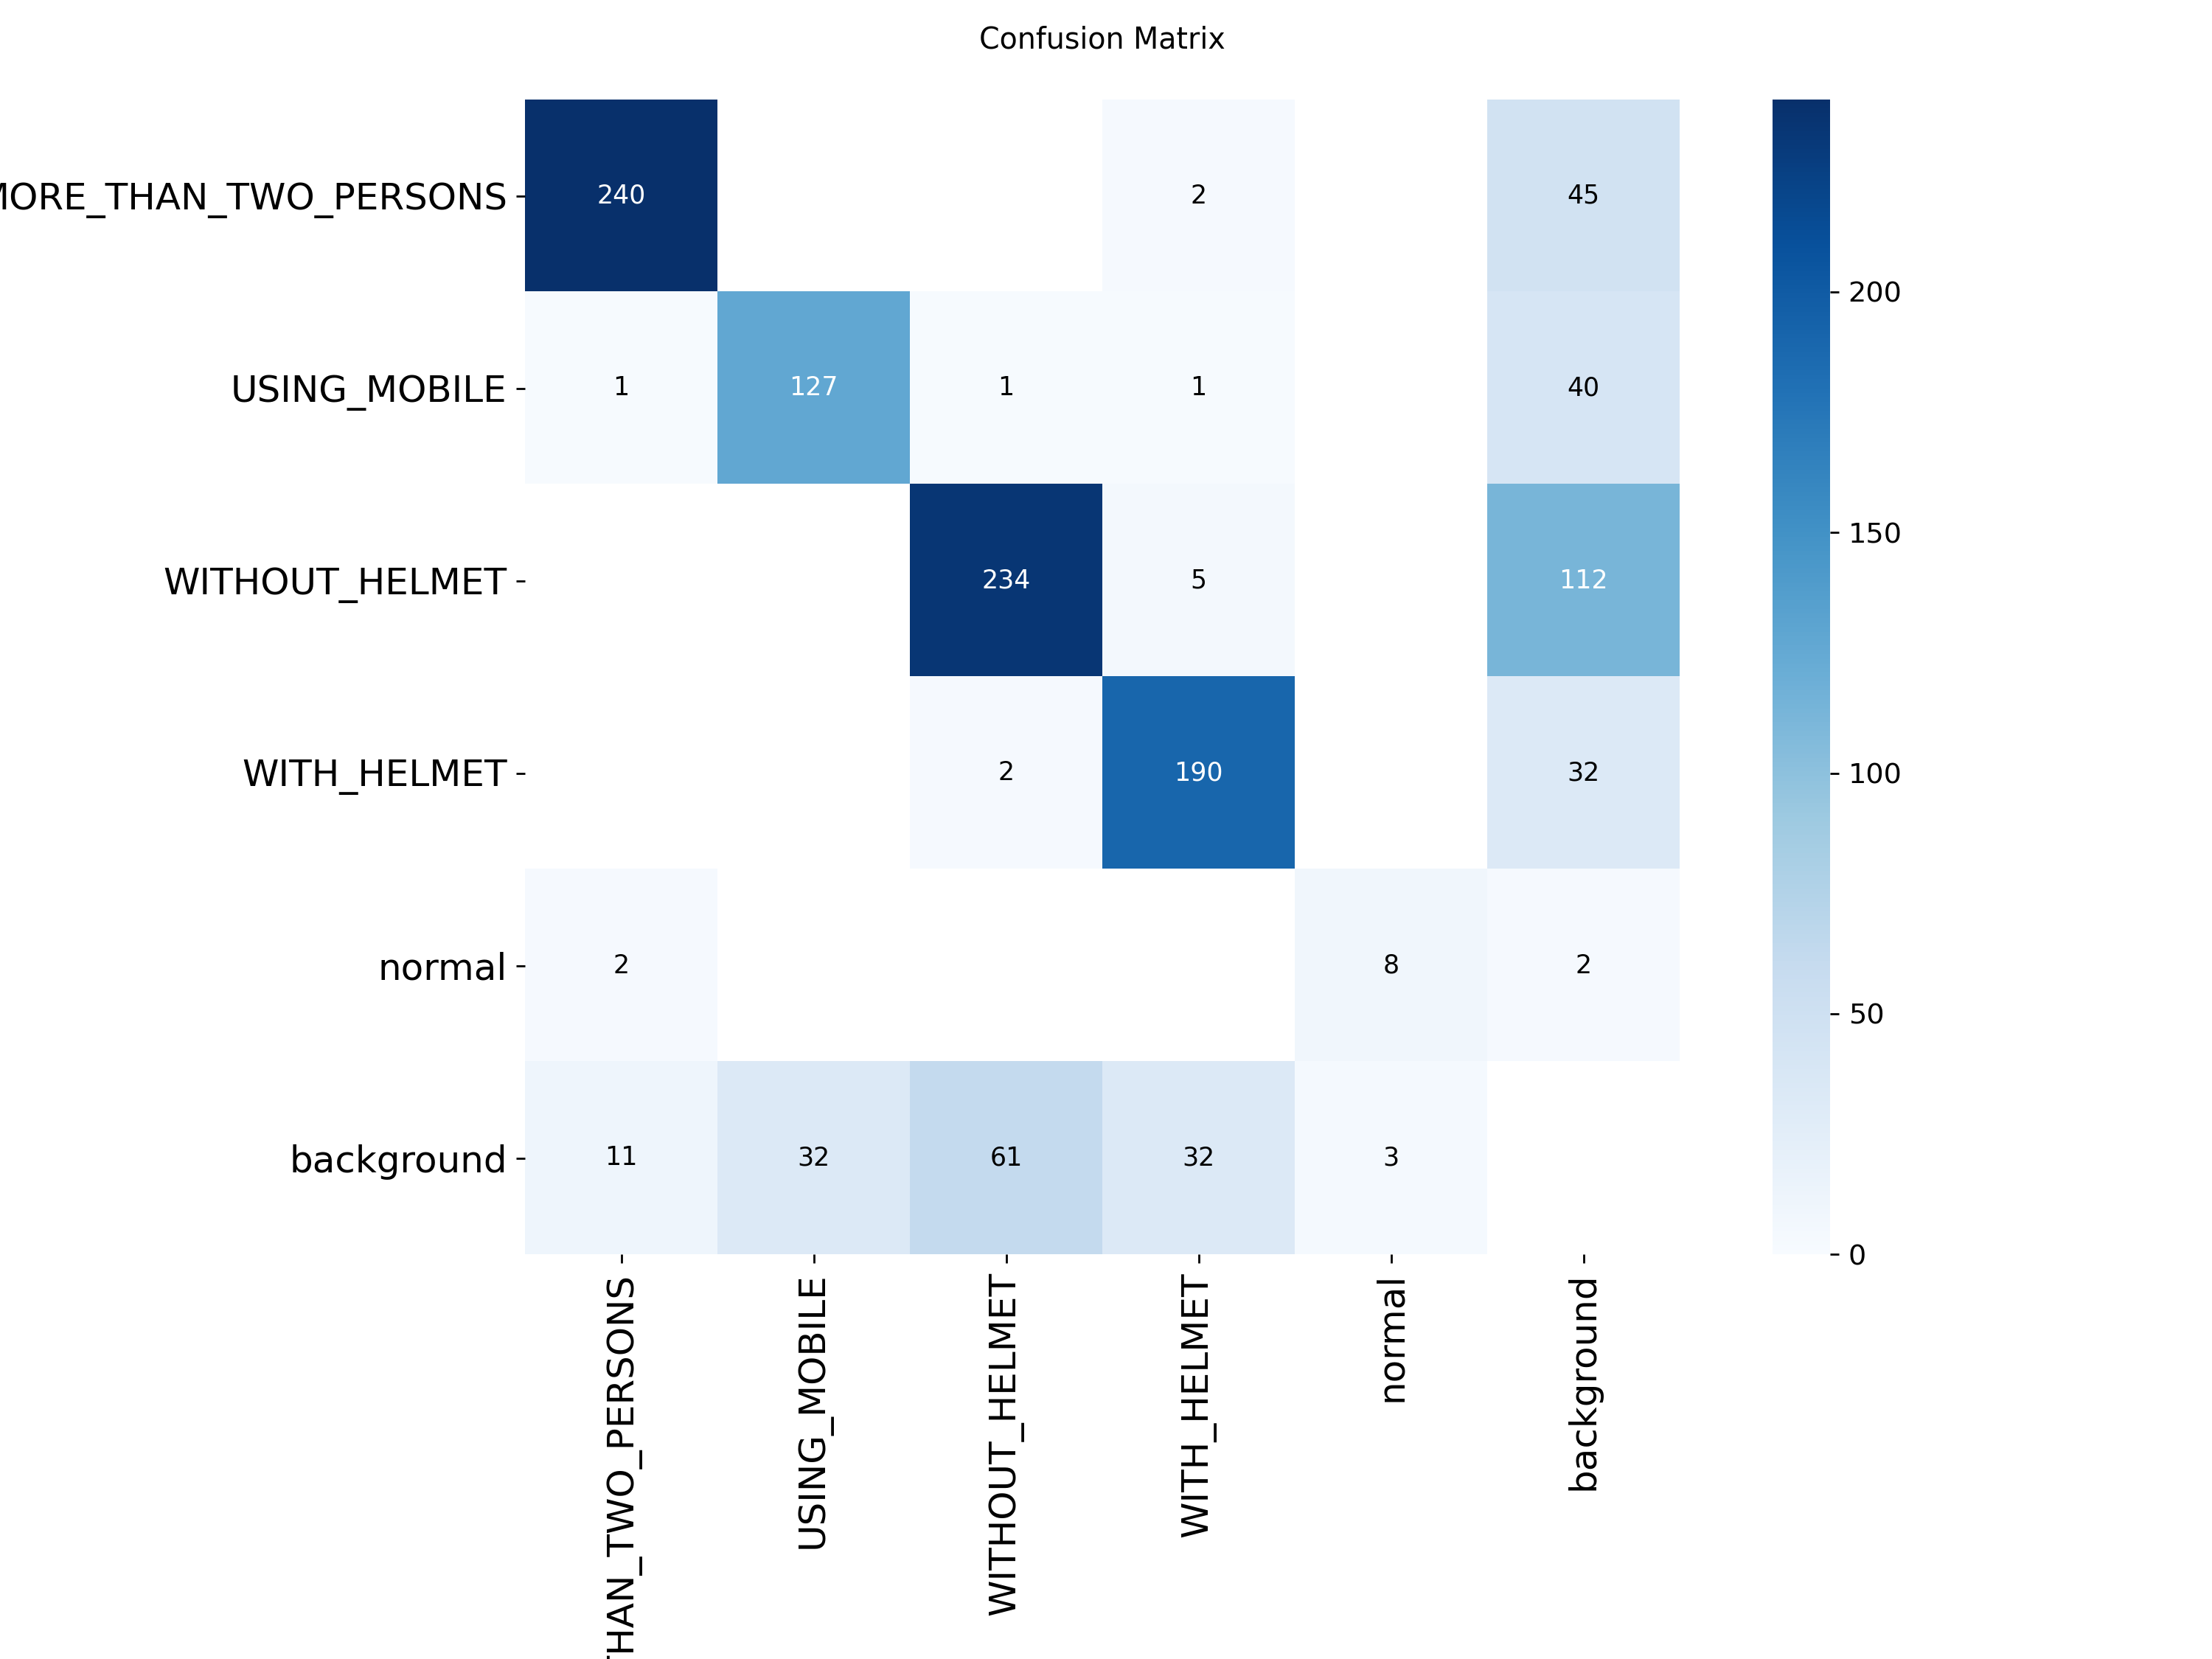 Confusion Matrix
MORE_THAN_TWO_PERSONS 240 2 45
USING_MOBILE 1 127 1 1 40
WITHOUT_HELMET 234 5 112
WITH_HELMET 2 190 32
normal 2 8 2
background 11 32 61 32 3
THAN_TWO_PERSONS
USING_MOBILE
WITHOUT_HELMET
WITH_HELMET
normal
background
200
150
100
50
0